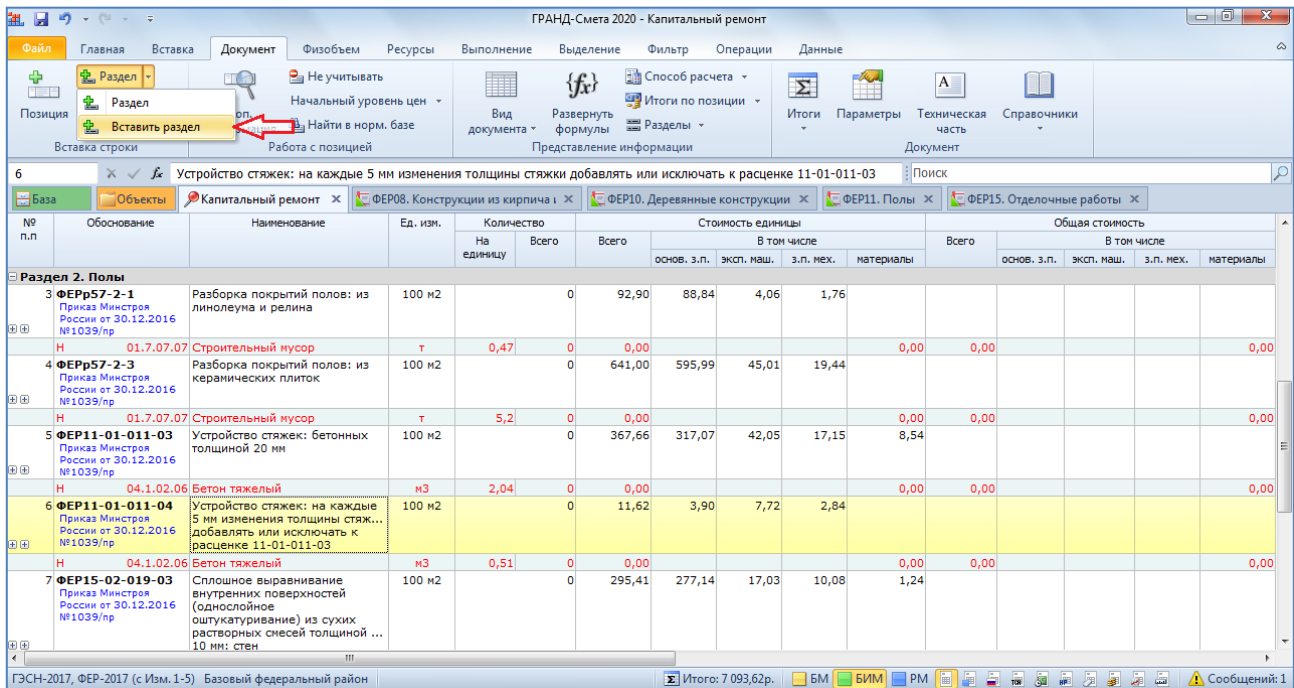 ГРАНД-Смета 2020 - Капитальный ремонт
Файл Главная Вставка Документ Физобъем Ресурсы Выполнение Выделение Фильтр Операции Данные
Позиция
Раздел
Раздел
Вставить раздел
Вставка строки
Не учитывать
Начальный уровень цен
Найти в норм. базе
Работа с позицией
Вид
документа
Развернуть
формулы
Способ расчета
Итоги по позиции
Разделы
Представление информации
Итоги
Параметры
Техническая
часть
Справочники
Документ
6 fx Устройство стяжек: на каждые 5 мм изменения толщины стяжки добавлять или исключать к расценке 11-01-011-03 Поиск
База Объекты Капитальный ремонт ФЕР08. Конструкции из кирпича и ФЕР10. Деревянные конструкции ФЕР11. Полы ФЕР15. Отделочные работы
№ Обоснование Наименование Ед. изм. Количество Стоимость единицы Общая стоимость
п.п На Всего Всего В том числе Всего В том числе
единицу основ. з.п. эксп. маш. з.п. мех. материалы основ. з.п. эксп. маш. з.п. мех. материалы
Раздел 2. Полы
3 ФЕРр57-2-1 Разборка покрытий полов: из 100 м2 0 92,90 88,84 4,06 1,76
Приказ Минстроя линолеума и релина
России от 30.12.2016
№1039/пр
Н 01.7.07.07 Строительный мусор т 0,47 0 0,00 0,00 0,00 0,00
4 ФЕРр57-2-3 Разборка покрытий полов: из 100 м2 0 641,00 595,99 45,01 19,44
Приказ Минстроя керамических плиток
России от 30.12.2016
№1039/пр
Н 01.7.07.07 Строительный мусор т 5,2 0 0,00 0,00 0,00 0,00
5 ФЕР11-01-011-03 Устройство стяжек: бетонных 100 м2 0 367,66 317,07 42,05 17,15 8,54
Приказ Минстроя толщиной 20 мм
России от 30.12.2016
№1039/пр
Н 04.1.02.06 Бетон тяжелый м3 2,04 0 0,00 0,00 0,00 0,00
6 ФЕР11-01-011-04 Устройство стяжек: на каждые 100 м2 0 11,62 3,90 7,72 2,84
Приказ Минстроя 5 мм изменения толщины стяж...
России от 30.12.2016 добавлять или исключать к
№1039/пр расценке 11-01-011-03
Н 04.1.02.06 Бетон тяжелый м3 0,51 0 0,00 0,00 0,00 0,00
7 ФЕР15-02-019-03 Сплошное выравнивание 100 м2 0 295,41 277,14 17,03 10,08 1,24
Приказ Минстроя внутренних поверхностей
России от 30.12.2016 (однослойное
№1039/пр оштукатуривание) из сухих
растворных смесей толщиной ...
10 мм: стен
ГЭСН-2017, ФЕР-2017 (с Изм. 1-5) Базовый федеральный район Итого: 7 093,62р. БМ БИМ РМ Сообщений: 1